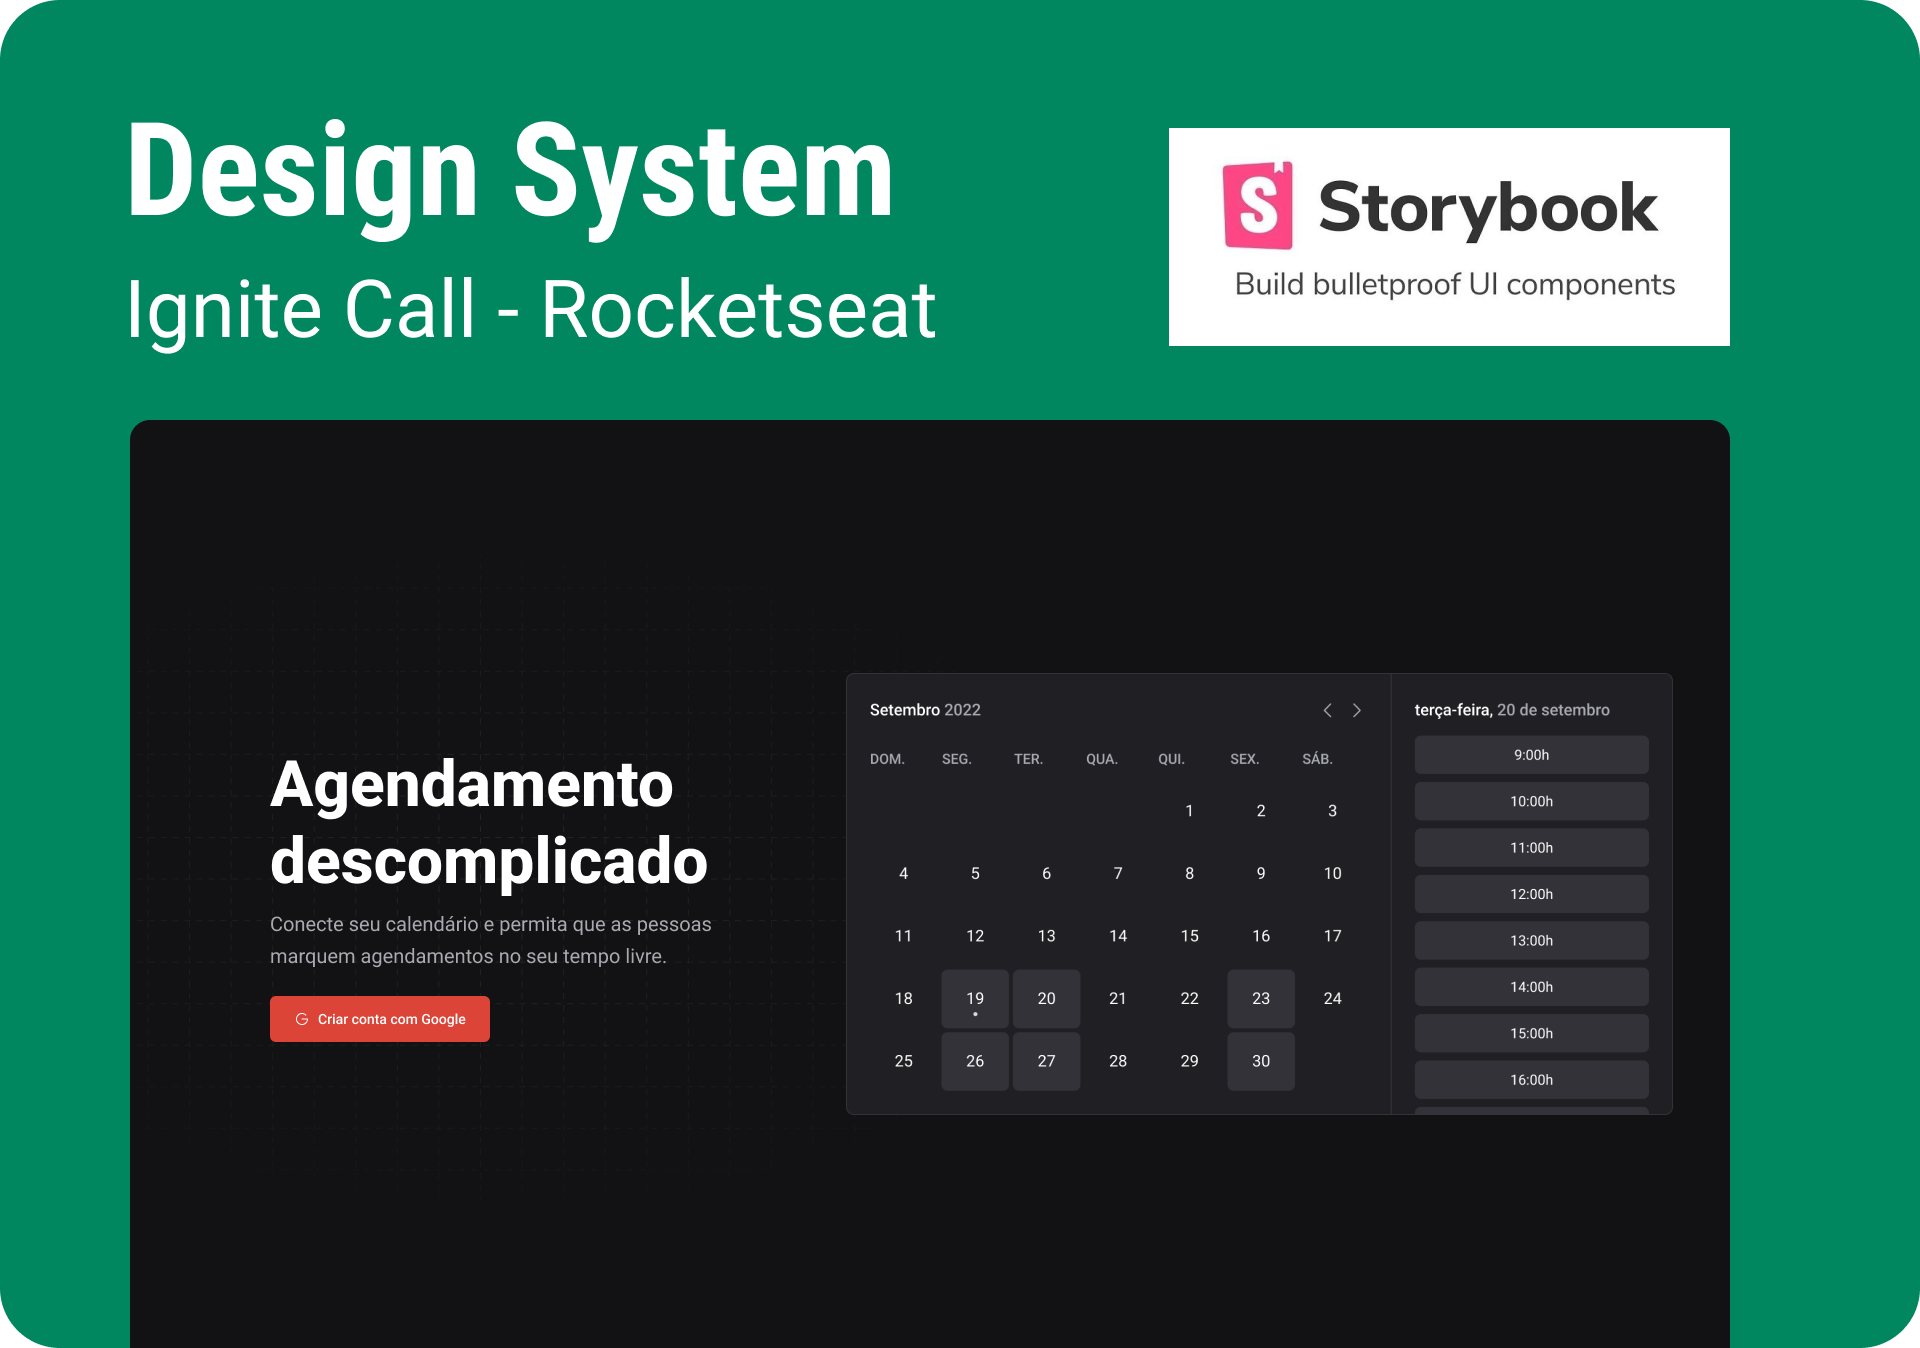 Design System
Ignite Call - Rocketseat
S Storybook
Build bulletproof UI components
Agendamento
descomplicado
Conecte seu calendário e permita que as pessoas
marquem agendamentos no seu tempo livre.
G Criar conta com Google
Setembro 2022
DOM. SEG. TER. QUA. QUI. SEX. SÁB.
1 2 3
4 5 6 7 8 9 10
11 12 13 14 15 16 17
18 19 20 21 22 23 24
25 26 27 28 29 30
terça-feira, 20 de setembro
9:00h
10:00h
11:00h
12:00h
13:00h
14:00h
15:00h
16:00h